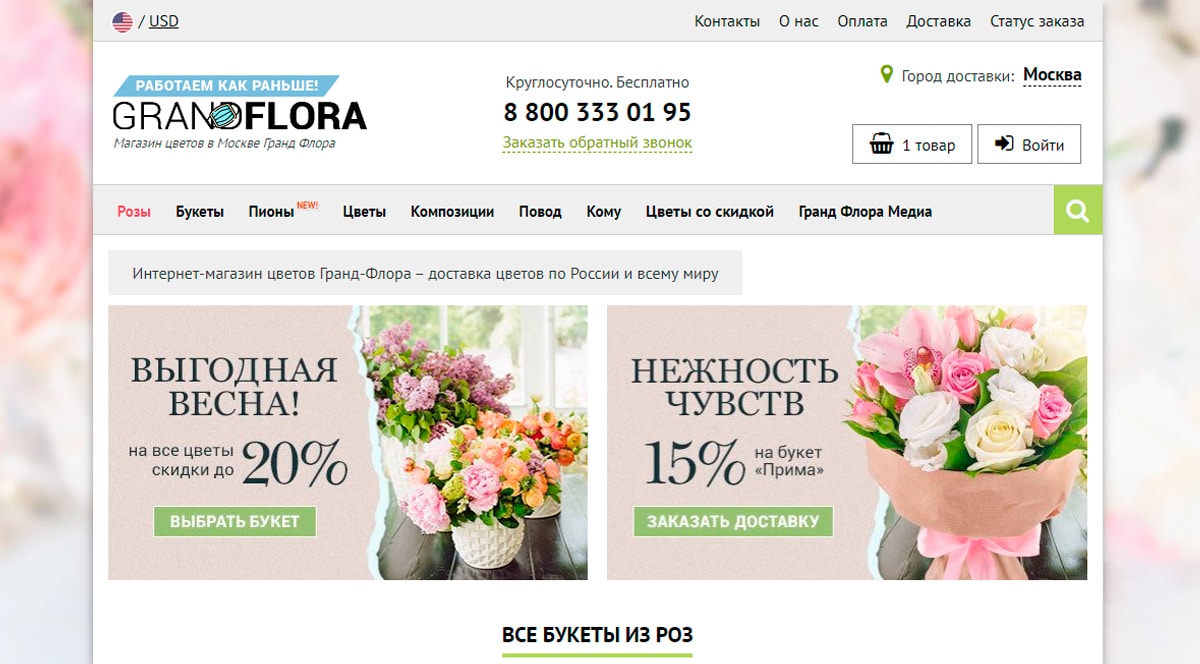 / USD
Контакты О нас Оплата Доставка Статус заказа
РАБОТАЕМ КАК РАНЬШЕ!
GRANDFLORA
Магазин цветов в Москве Гранд Флора
Круглосуточно. Бесплатно
8 800 333 01 95
Заказать обратный звонок
Город доставки: Москва
1 товар
Войти
Розы Букеты Пионы NEW! Цветы Композиции Повод Кому Цветы со скидкой Гранд Флора Медиа
Интернет-магазин цветов Гранд-Флора – доставка цветов по России и всему миру
ВЫГОДНАЯ
ВЕСНА!
на все цветы
скидки до 20%
ВЫБРАТЬ БУКЕТ
НЕЖНОСТЬ
ЧУВСТВ
15% на букет
«Прима»
ЗАКАЗАТЬ ДОСТАВКУ
ВСЕ БУКЕТЫ ИЗ РОЗ